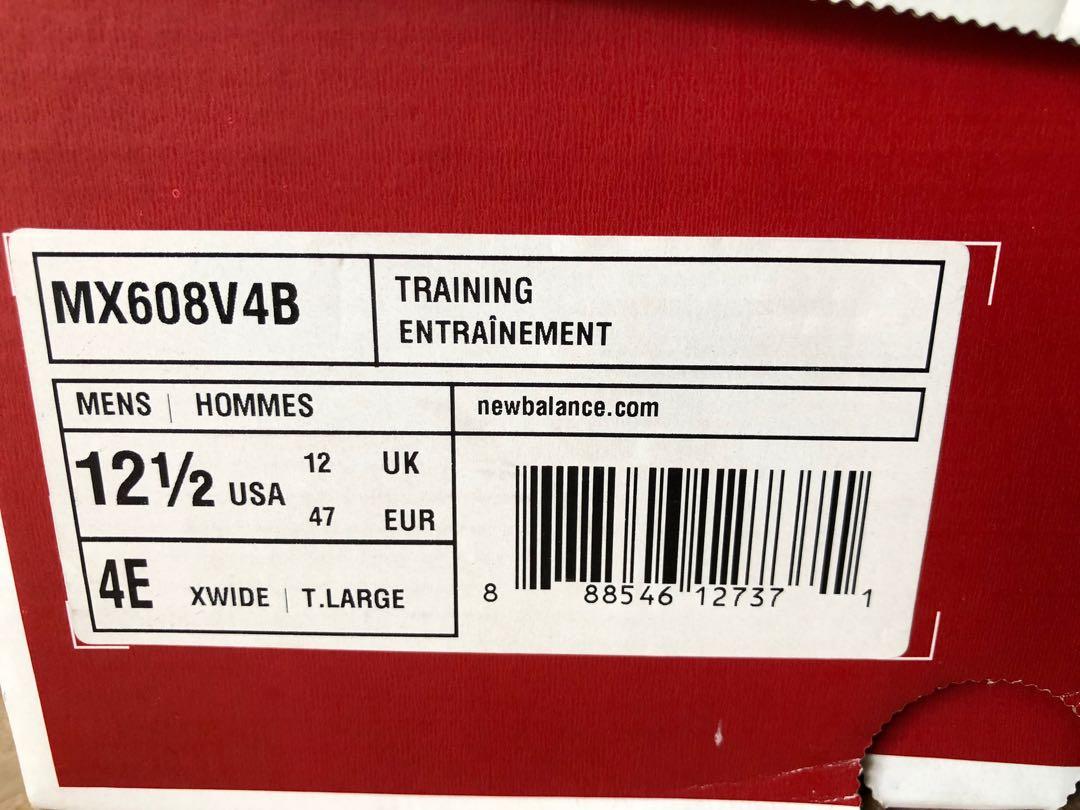 MX608V4B
TRAINING
ENTRAÎNEMENT
MENS | HOMMES
newbalance.com
12½ USA
12 UK
47 EUR
4E XWIDE | T.LARGE
8 88546 12737 1